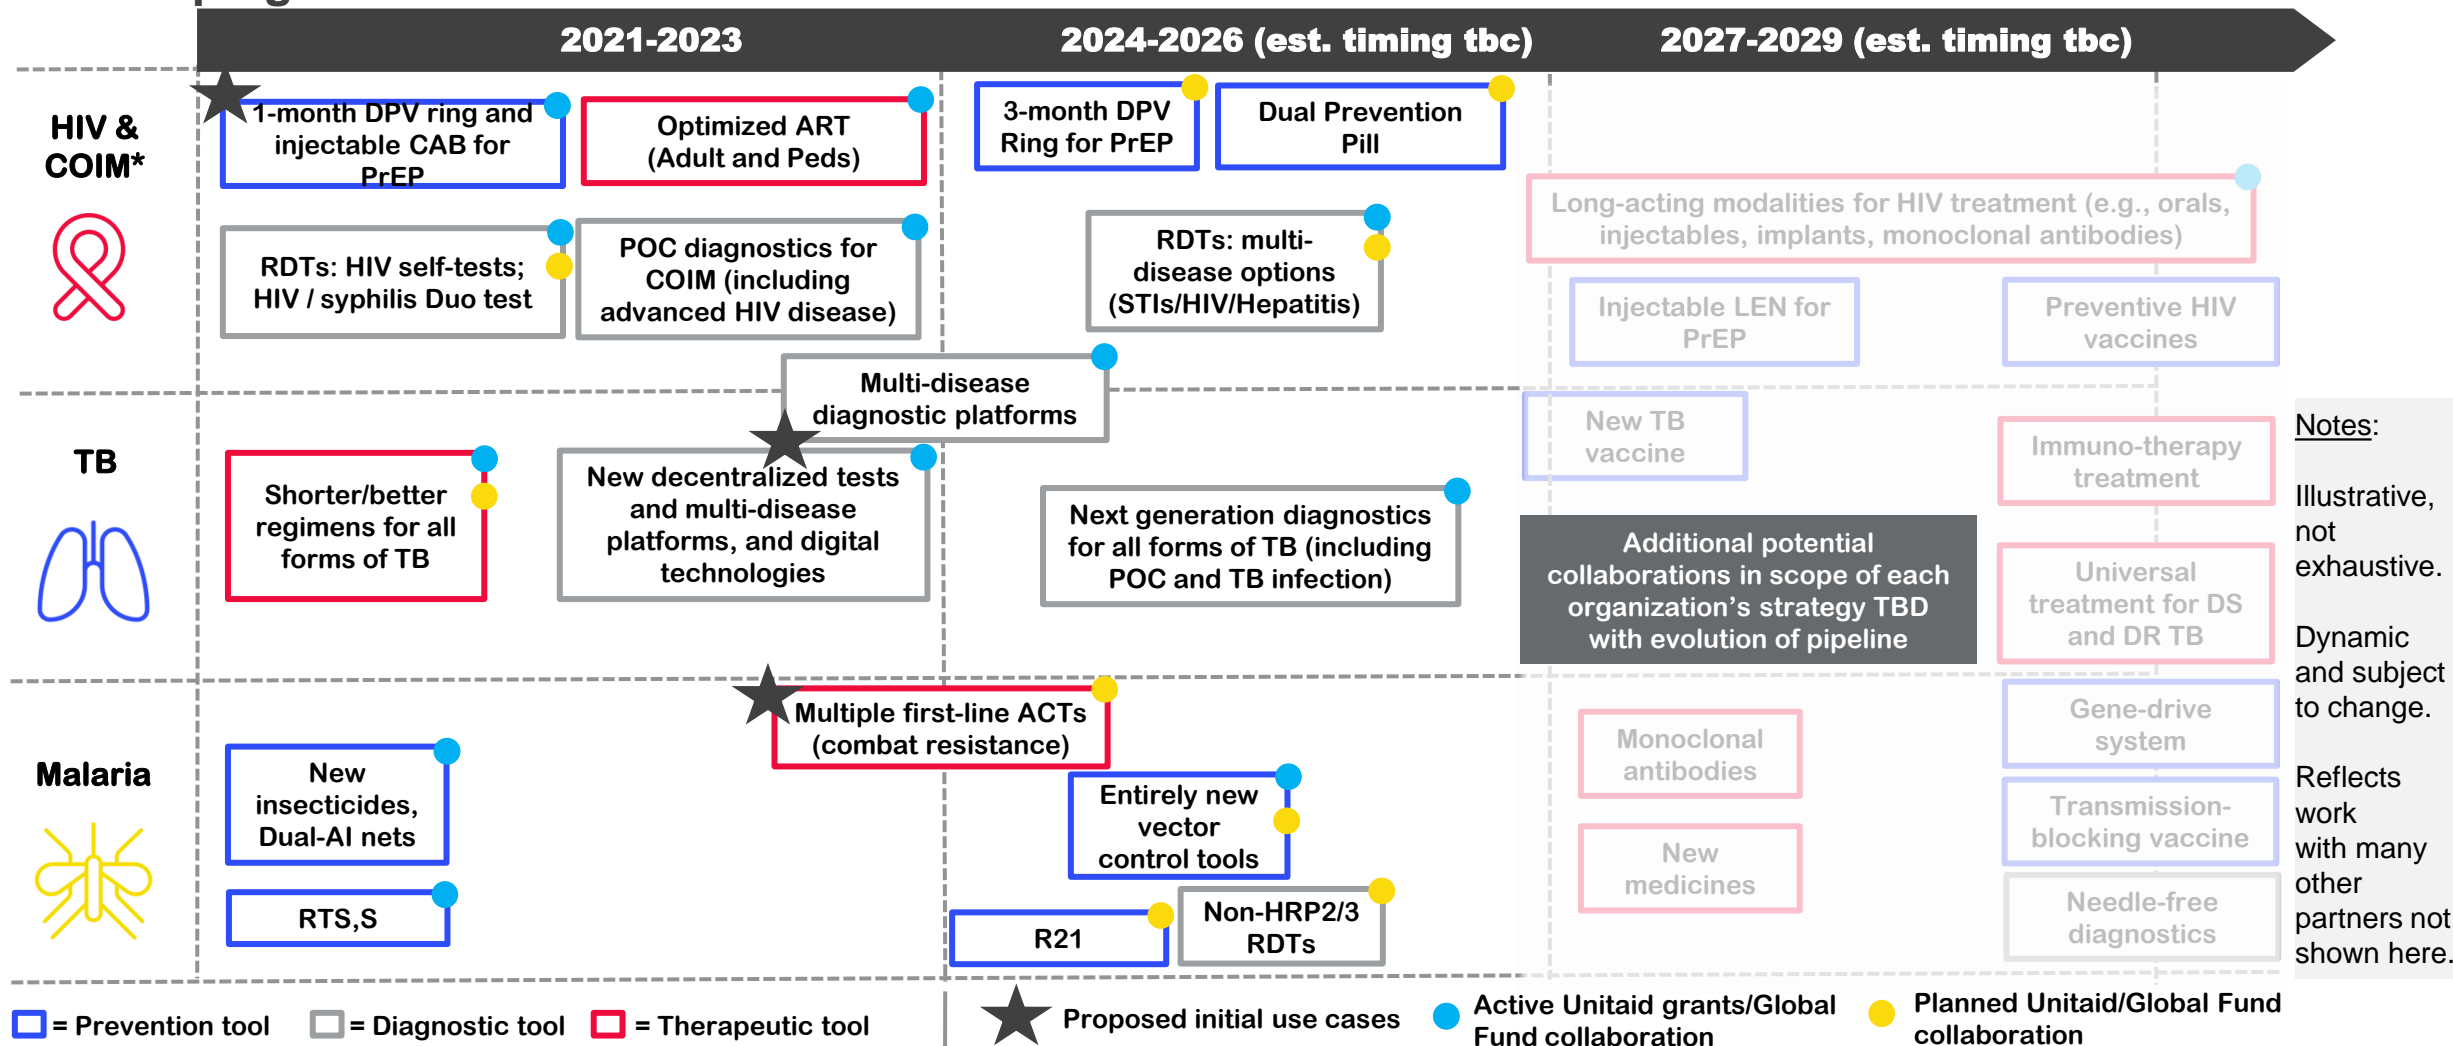 2021-2023
2024-2026 (est. timing tbc)
2027-2029 (est. timing tbc)
HIV &
COIM*
1-month DPV ring and
injectable CAB for
PrEP
Optimized ART
(Adult and Peds)
3-month DPV
Ring for PrEP
Dual Prevention
Pill
RDTs: HIV self-tests;
HIV / syphilis Duo test
POC diagnostics for
COIM (including
advanced HIV disease)
RDTs: multi-
disease options
(STIs/HIV/Hepatitis)
Long-acting modalities for HIV treatment (e.g., orals,
injectables, implants, monoclonal antibodies)
Injectable LEN for
PrEP
Preventive HIV
vaccines
Multi-disease
diagnostic platforms
TB
Shorter/better
regimens for all
forms of TB
New decentralized tests
and multi-disease
platforms, and digital
technologies
Next generation diagnostics
for all forms of TB (including
POC and TB infection)
New TB
vaccine
Immuno-therapy
treatment
Additional potential
collaborations in scope of each
organization's strategy TBD
with evolution of pipeline
Universal
treatment for DS
and DR TB
Malaria
Multiple first-line ACTs
(combat resistance)
New
insecticides,
Dual-AI nets
RTS,S
Entirely new
vector
control tools
R21
Non-HRP2/3
RDTs
Monoclonal
antibodies
New
medicines
Gene-drive
system
Transmission-
blocking vaccine
Needle-free
diagnostics
Notes:
Illustrative,
not
exhaustive.
Dynamic
and subject
to change.
Reflects
work
with many
other
partners not
shown here.
= Prevention tool
= Diagnostic tool
= Therapeutic tool
Proposed initial use cases
Active Unitaid grants/Global
Fund collaboration
Planned Unitaid/Global Fund
collaboration